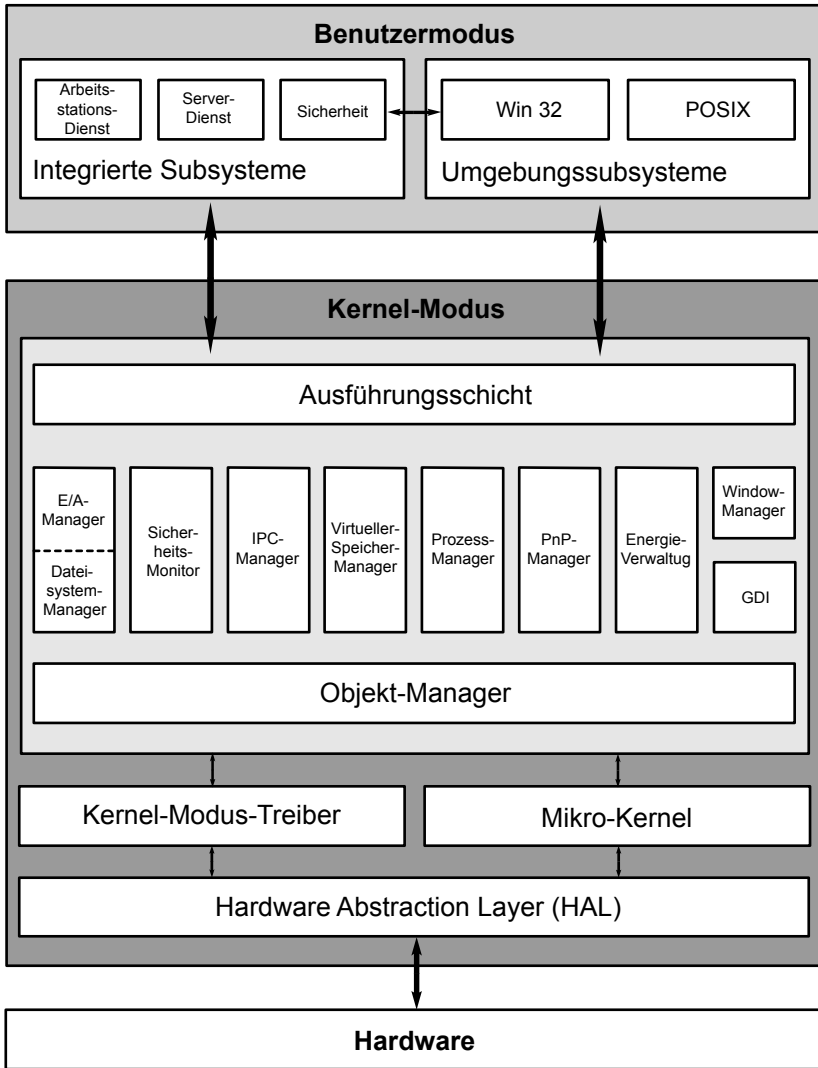 Benutzermodus
Arbeits-
stations-
Dienst
Server-
Dienst
Sicherheit
Integrierte Subsysteme
Win 32
POSIX
Umgebungssubsysteme
Kernel-Modus
Ausführungsschicht
E/A-
Manager
Datei-
system-
Manager
Sicher-
heits-
Monitor
IPC-
Manager
Virtueller-
Speicher-
Manager
Prozess-
Manager
PnP-
Manager
Energie-
Verwaltug
Window-
Manager
GDI
Objekt-Manager
Kernel-Modus-Treiber
Mikro-Kernel
Hardware Abstraction Layer (HAL)
Hardware